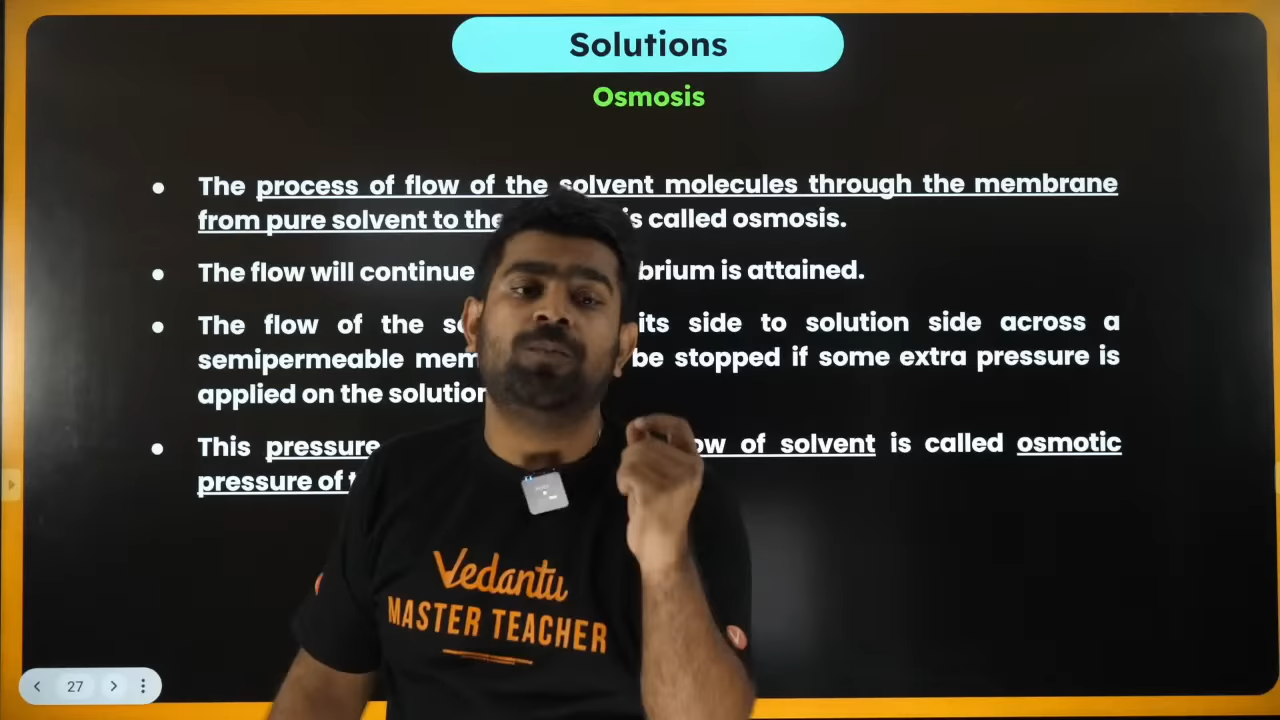 Solutions
Osmosis
The process of flow of the solvent molecules through the membrane
from pure solvent to the is called osmosis.
The flow will continue brium is attained.
The flow of the its side to solution side across a
semipermeable mem be stopped if some extra pressure is
applied on the solution
This pressure ow of solvent is called osmotic
pressure of
Vedantu
MASTER TEACHER
27